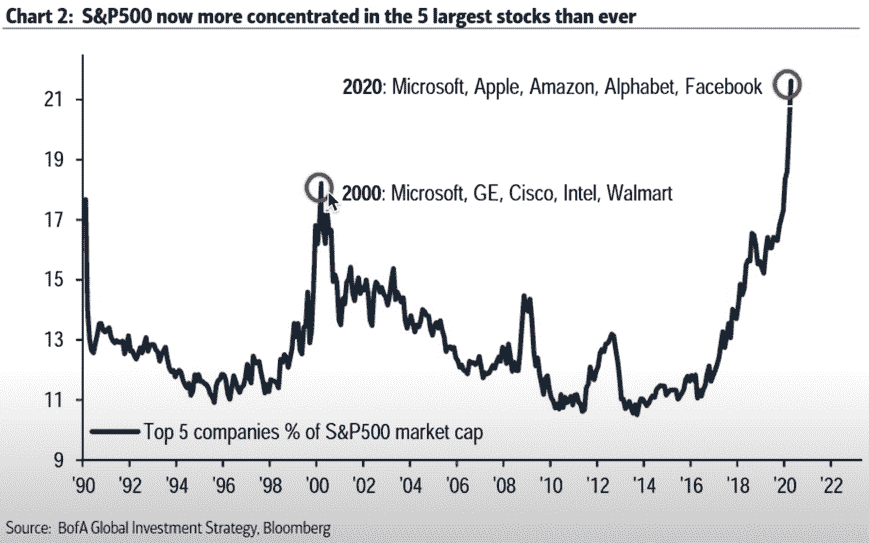 Chart 2: S&P500 now more concentrated in the 5 largest stocks than ever
21
19
17
15
13
11
9
2020: Microsoft, Apple, Amazon, Alphabet, Facebook
2000: Microsoft, GE, Cisco, Intel, Walmart
Top 5 companies % of S&P500 market cap
'90 '92 '94 '96 '98 '00 '02 '04 '06 '08 '10 '12 '14 '16 '18 '20 '22
Source: BofA Global Investment Strategy, Bloomberg